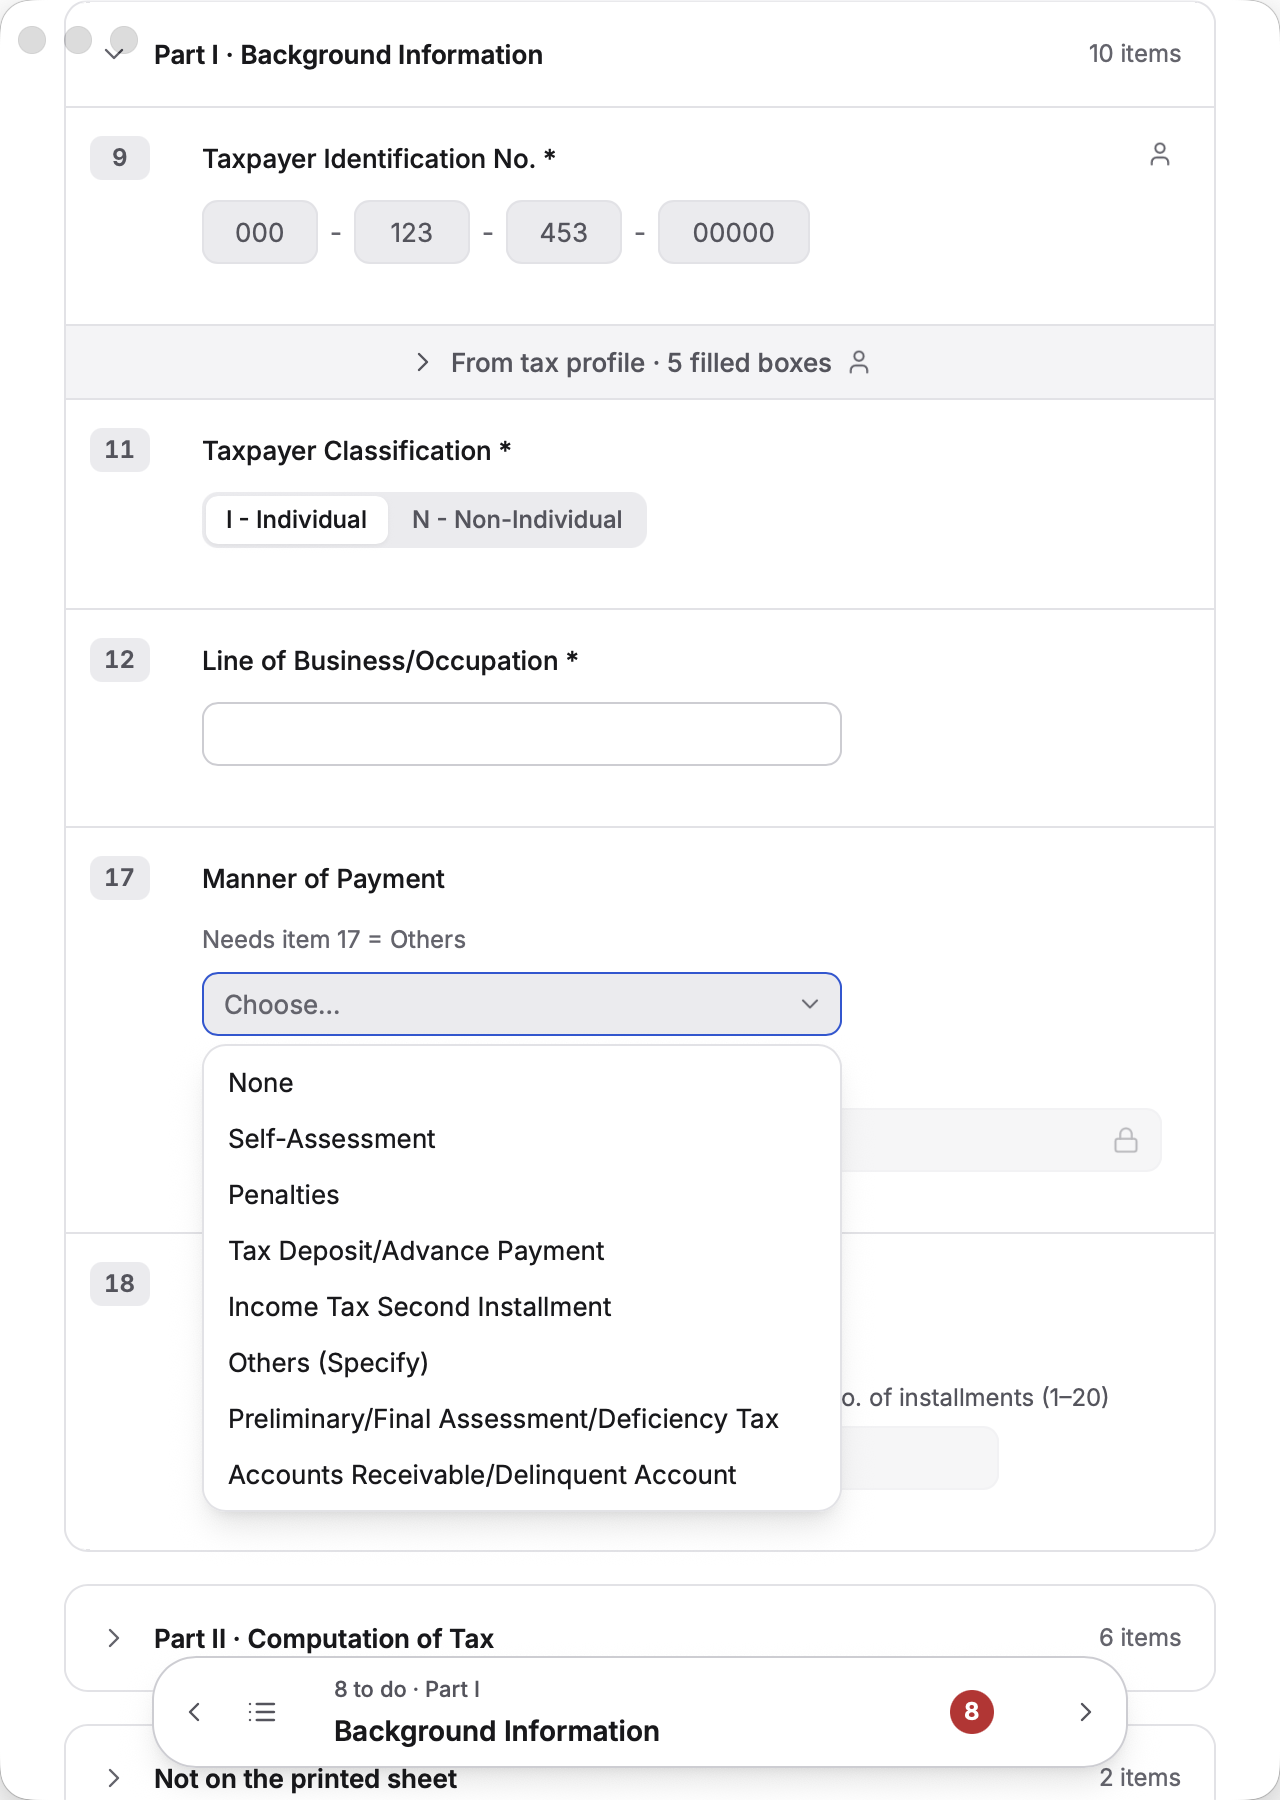 Part I · Background Information
10 items
9
Taxpayer Identification No. *
000 - 123 - 453 - 00000
From tax profile · 5 filled boxes
11
Taxpayer Classification *
I - Individual
N - Non-Individual
12
Line of Business/Occupation *
17
Manner of Payment
Needs item 17 = Others
Choose...
None
Self-Assessment
Penalties
Tax Deposit/Advance Payment
Income Tax Second Installment
Others (Specify)
Preliminary/Final Assessment/Deficiency Tax
Accounts Receivable/Delinquent Account
18
of installments (1–20)
Part II · Computation of Tax
6 items
8 to do · Part I
Background Information
8
Not on the printed sheet
2 items